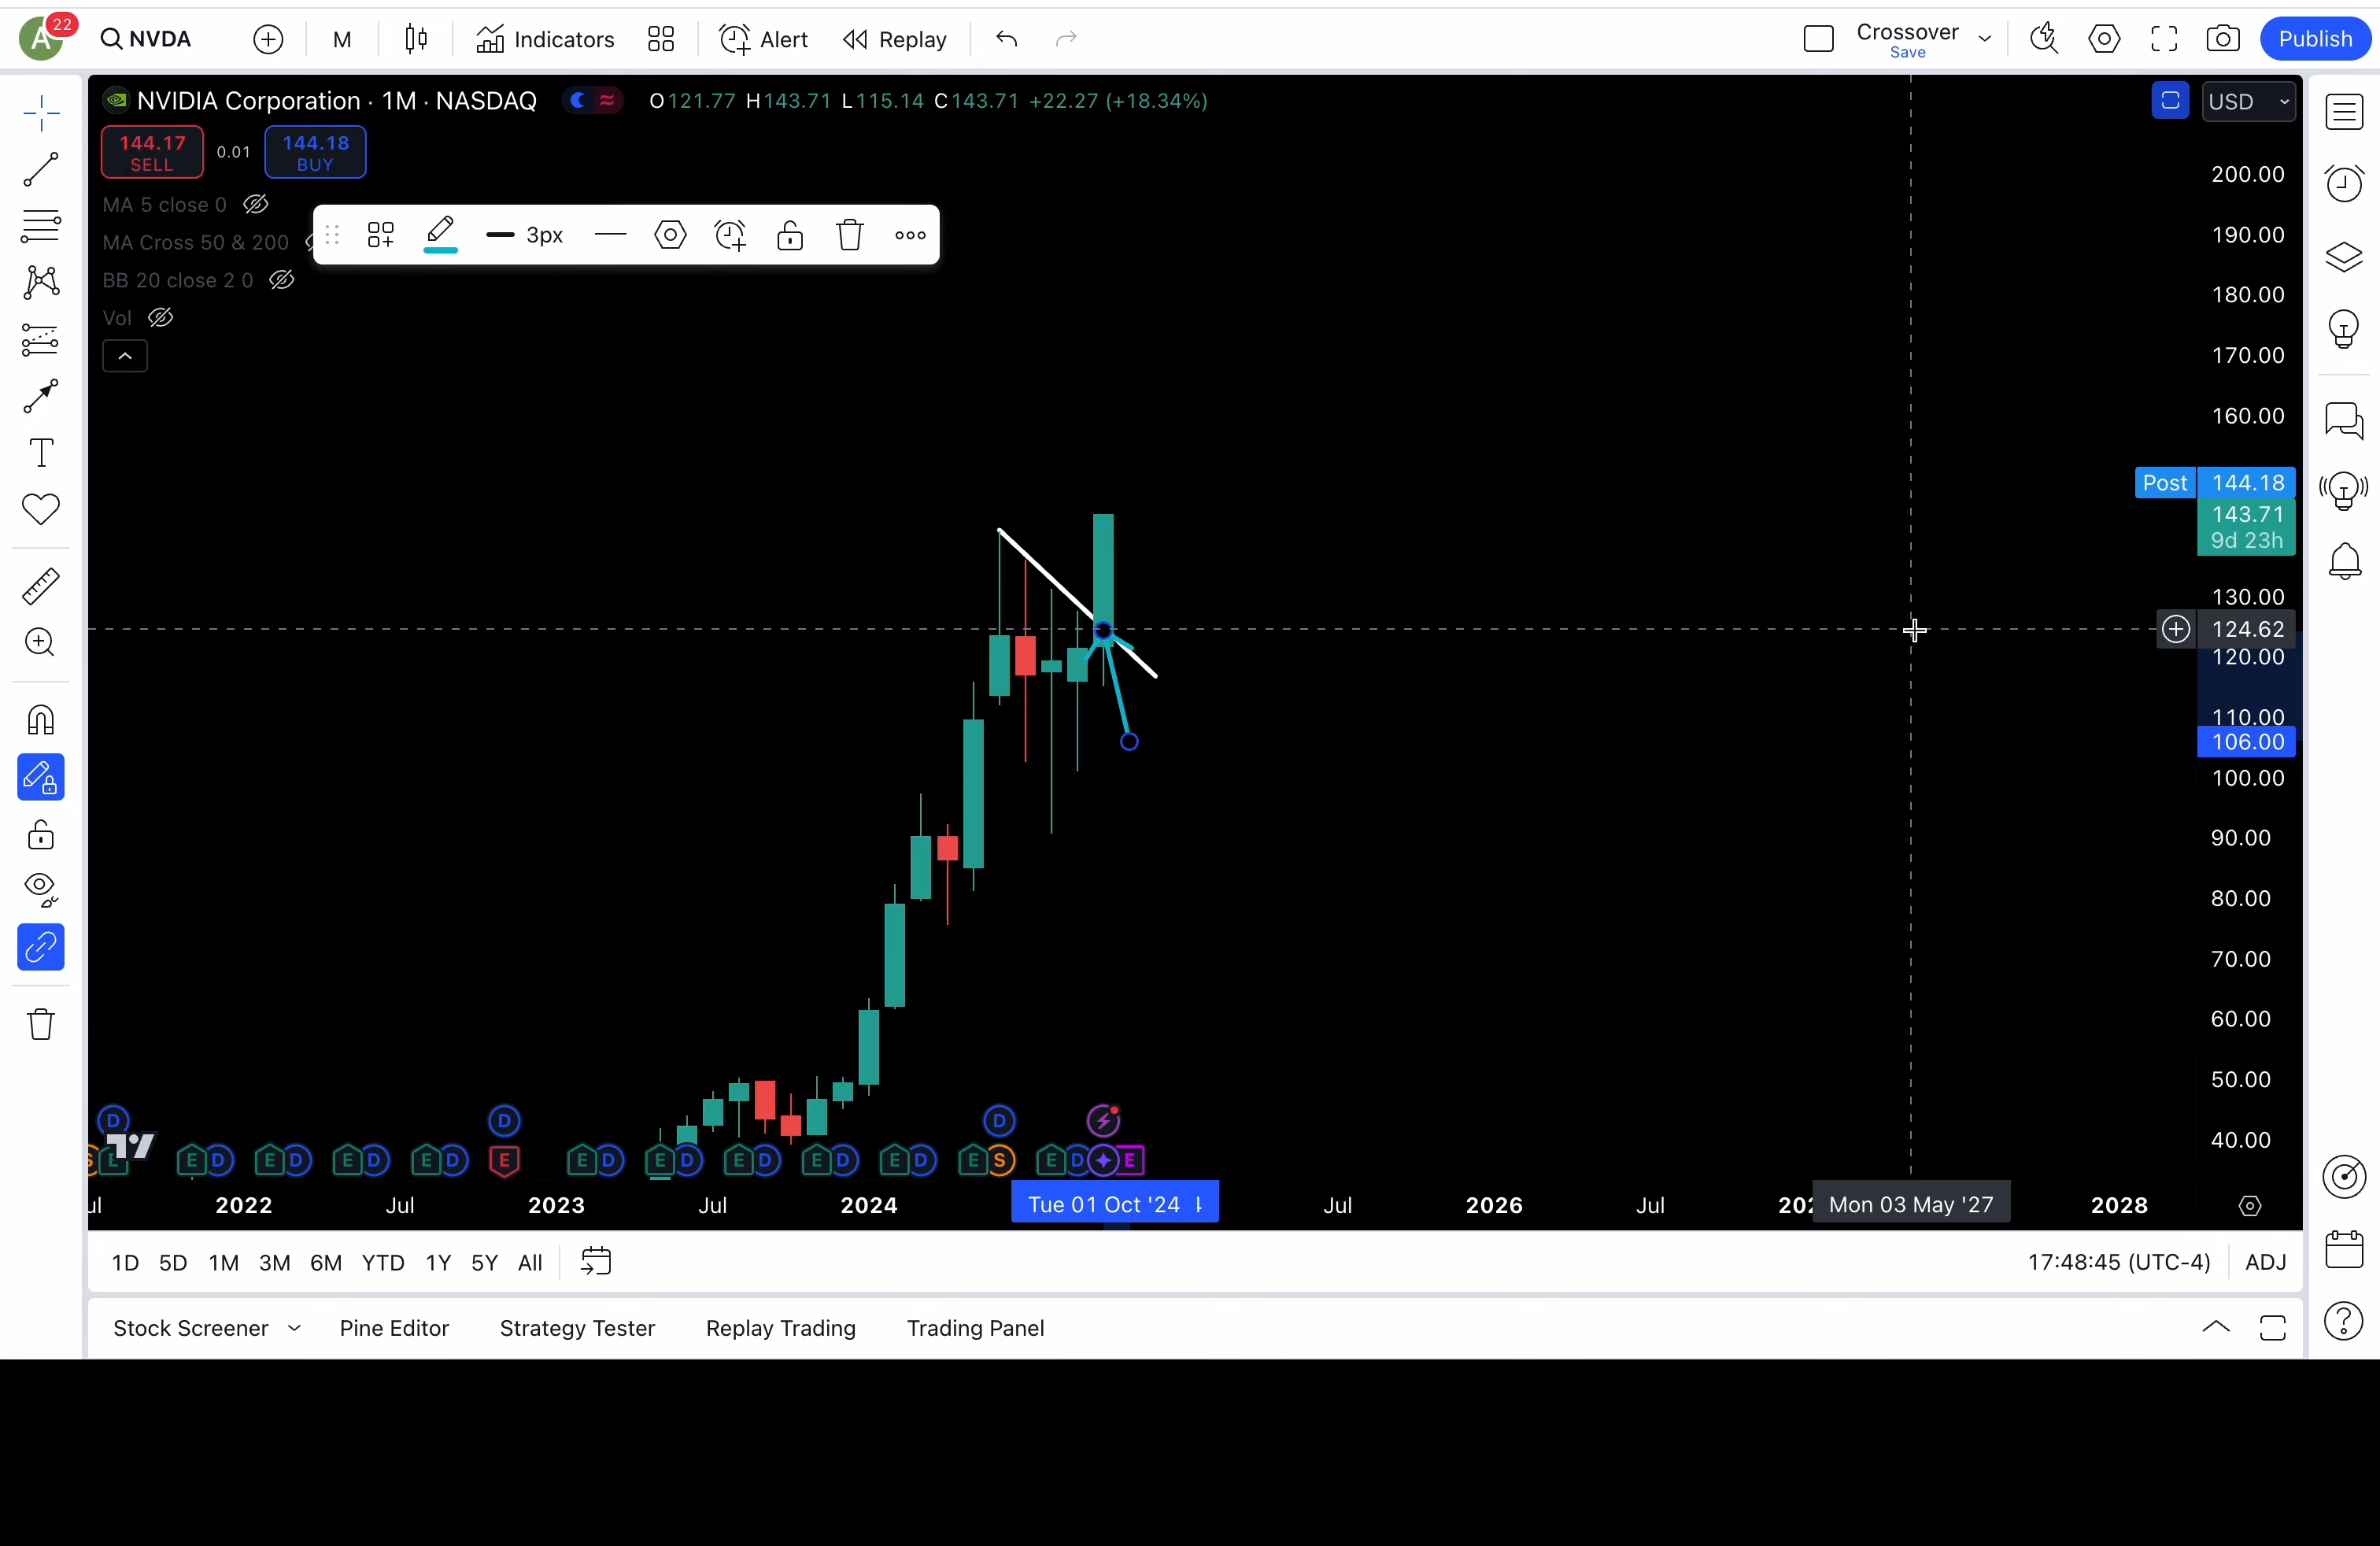 A 22 NVDA M Indicators Alert Replay Crossover Save Publish
NVIDIA Corporation · 1M · NASDAQ O121.77 H143.71 L115.14 C143.71 +22.27 (+18.34%) USD
144.17 SELL 0.01 144.18 BUY
MA 5 close 0
MA Cross 50 & 200
BB 20 close 2 0
Vol
3px
200.00
190.00
180.00
170.00
160.00
Post 144.18
143.71
9d 23h
130.00
124.62
120.00
110.00
106.00
100.00
90.00
80.00
70.00
60.00
50.00
40.00
D D D
S E E D E D E D E D E E D E D E D E D E D E S E D E
ul 2022 Jul 2023 Jul 2024 Tue 01 Oct '24 Jul 2026 Jul 202 Mon 03 May '27 2028
1D 5D 1M 3M 6M YTD 1Y 5Y All 17:48:45 (UTC-4) ADJ
Stock Screener Pine Editor Strategy Tester Replay Trading Trading Panel